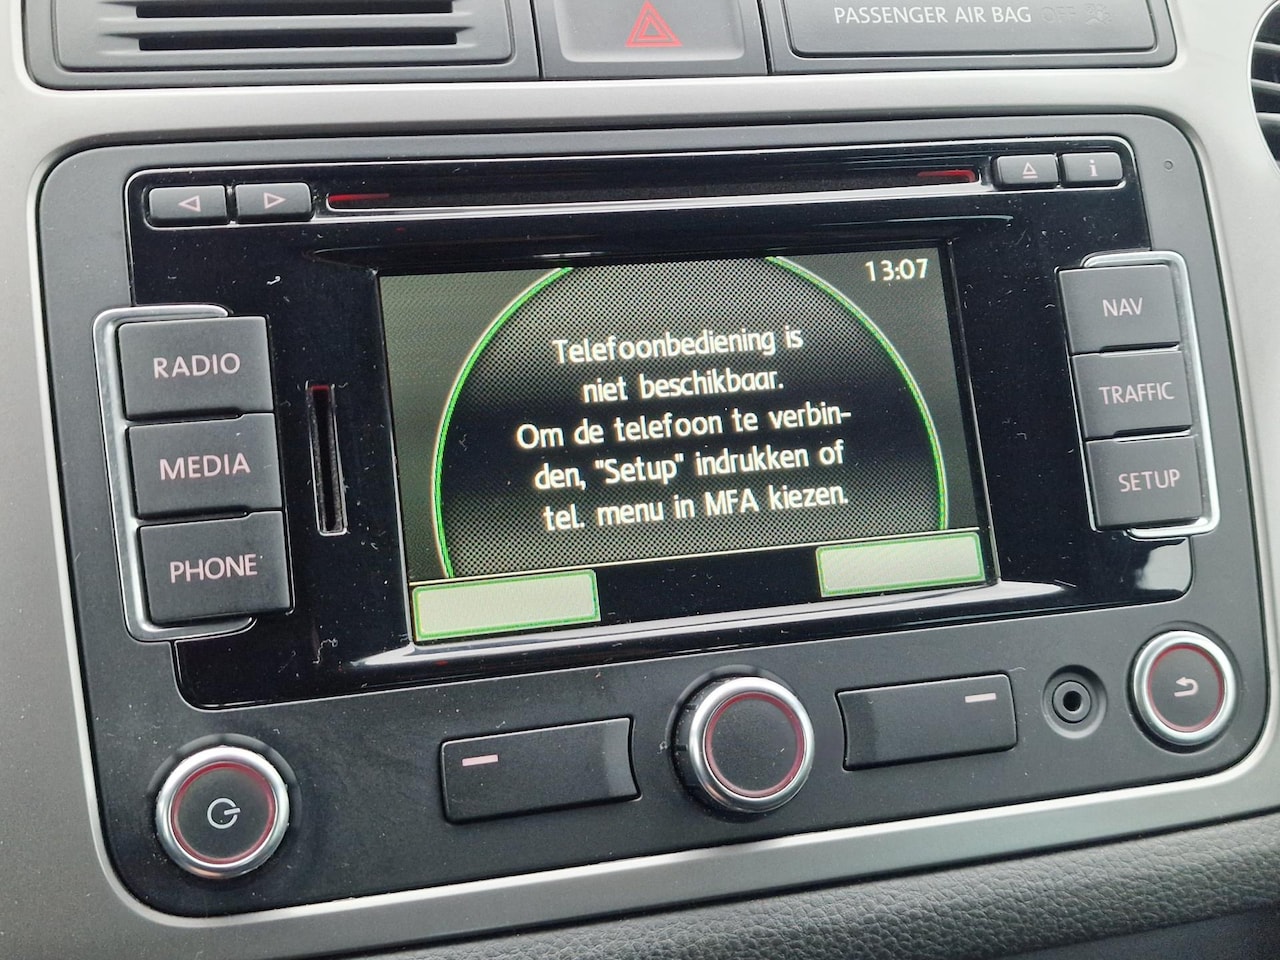 PASSENGER AIR BAG OFF
i
13:07
RADIO
MEDIA
PHONE
Telefoonbediening is
niet beschikbaar.
Om de telefoon te verbin-
den, "Setup" indrukken of
tel. menu in MFA kiezen.
NAV
TRAFFIC
SETUP